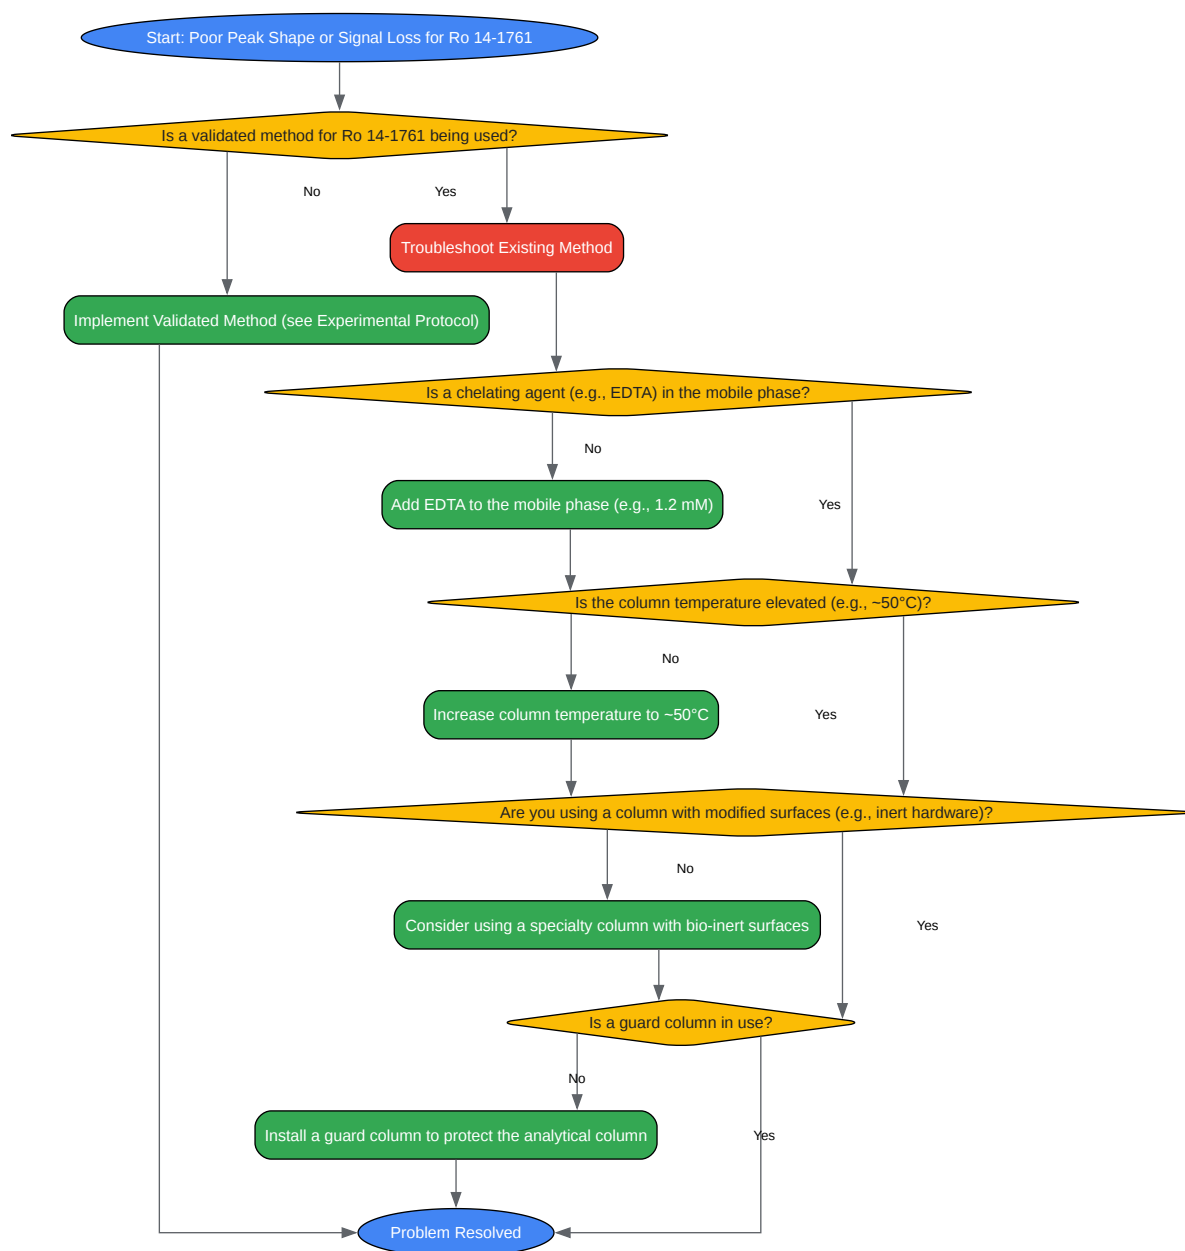 Start: Poor Peak Shape or Signal Loss for Ro 14-1761
Is a validated method for Ro 14-1761 being used?
No
Yes
Troubleshoot Existing Method
Implement Validated Method (see Experimental Protocol)
Is a chelating agent (e.g., EDTA) in the mobile phase?
No
Add EDTA to the mobile phase (e.g., 1.2 mM)
Yes
Is the column temperature elevated (e.g., ~50°C)?
No
Increase column temperature to ~50°C
Yes
Are you using a column with modified surfaces (e.g., inert hardware)?
No
Consider using a specialty column with bio-inert surfaces
Yes
Is a guard column in use?
No
Install a guard column to protect the analytical column
Yes
Problem Resolved